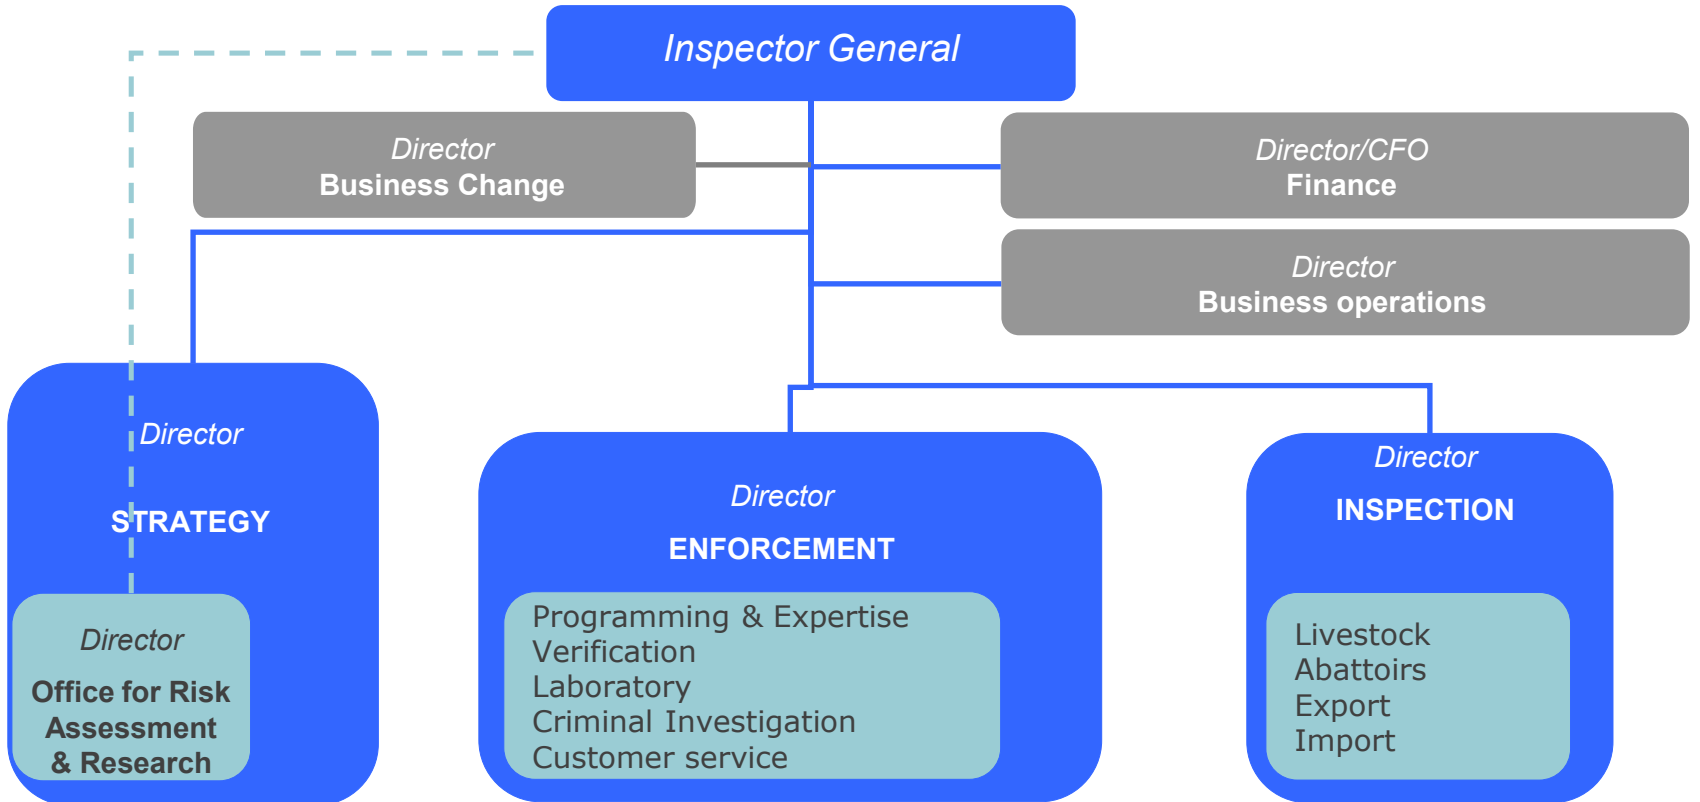 Inspector General
Director
Business Change
Director/CFO
Finance
Director
Business operations
Director
STRATEGY
Director
Office for Risk
Assessment
& Research
Director
ENFORCEMENT
Programming & Expertise
Verification
Laboratory
Criminal Investigation
Customer service
Director
INSPECTION
Livestock
Abattoirs
Export
Import